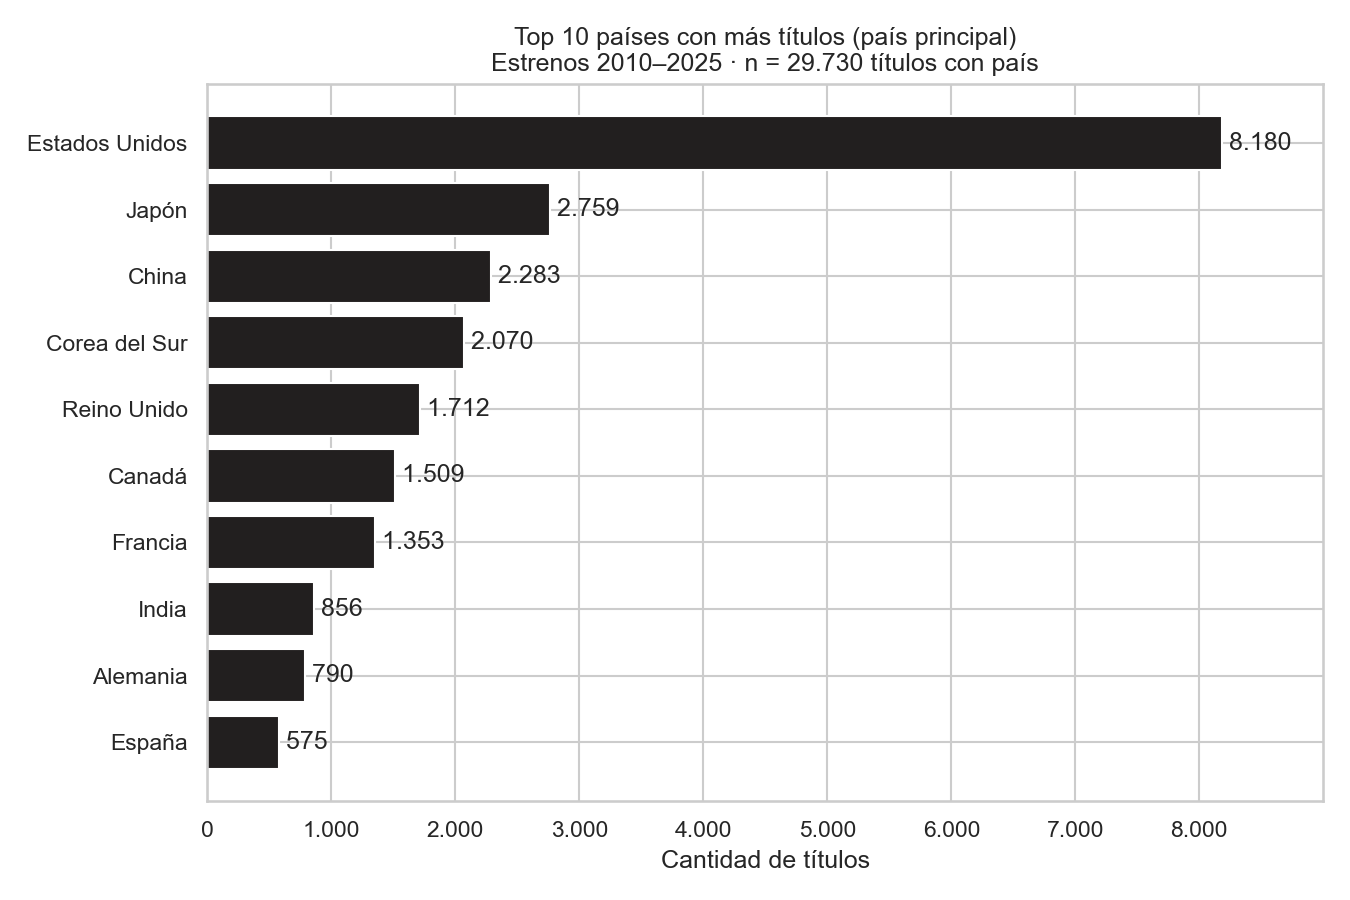 Top 10 países con más títulos (país principal)
Estrenos 2010–2025 · n = 29.730 títulos con país
Estados Unidos 8.180
Japón 2.759
China 2.283
Corea del Sur 2.070
Reino Unido 1.712
Canadá 1.509
Francia 1.353
India 856
Alemania 790
España 575
0 1.000 2.000 3.000 4.000 5.000 6.000 7.000 8.000
Cantidad de títulos